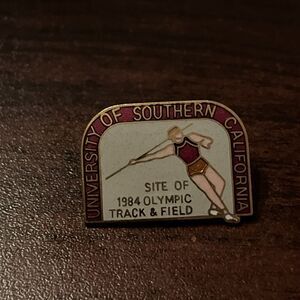 UNIVERSITY OF SOUTHERN CALIFORNIA
SITE OF
1984 OLYMPIC
TRACK & FIELD